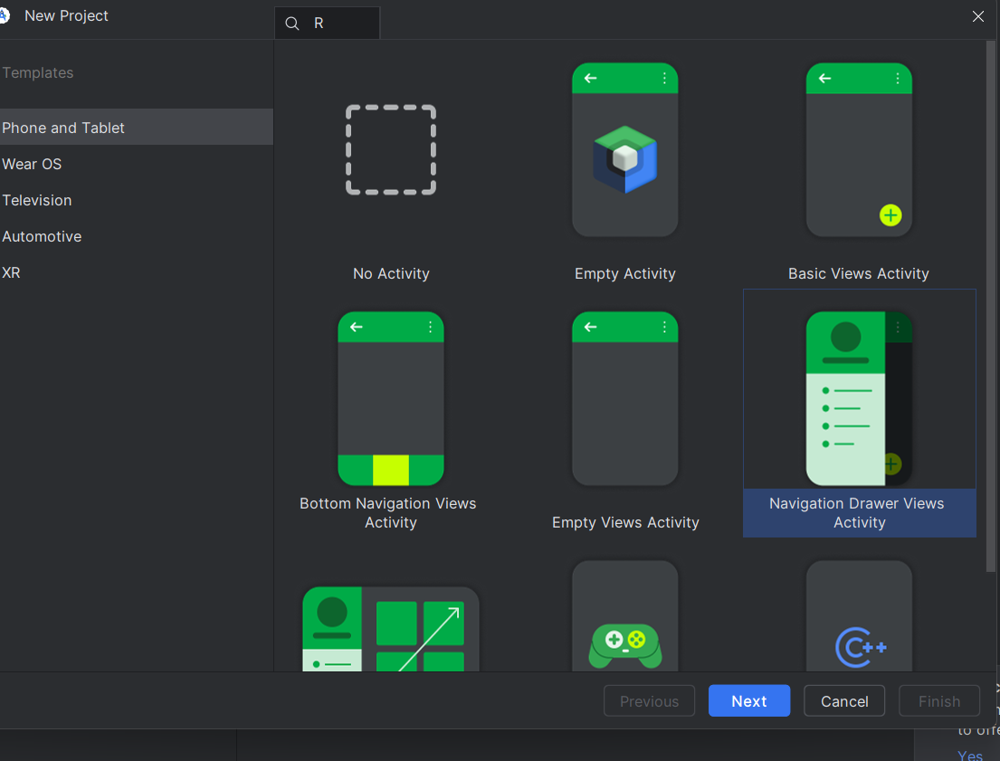 New Project
R
Templates
Phone and Tablet
Wear OS
Television
Automotive
XR
No Activity
Empty Activity
Basic Views Activity
Bottom Navigation Views
Activity
Empty Views Activity
Navigation Drawer Views
Activity
C++
Previous
Next
Cancel
Finish
to offe
Yes